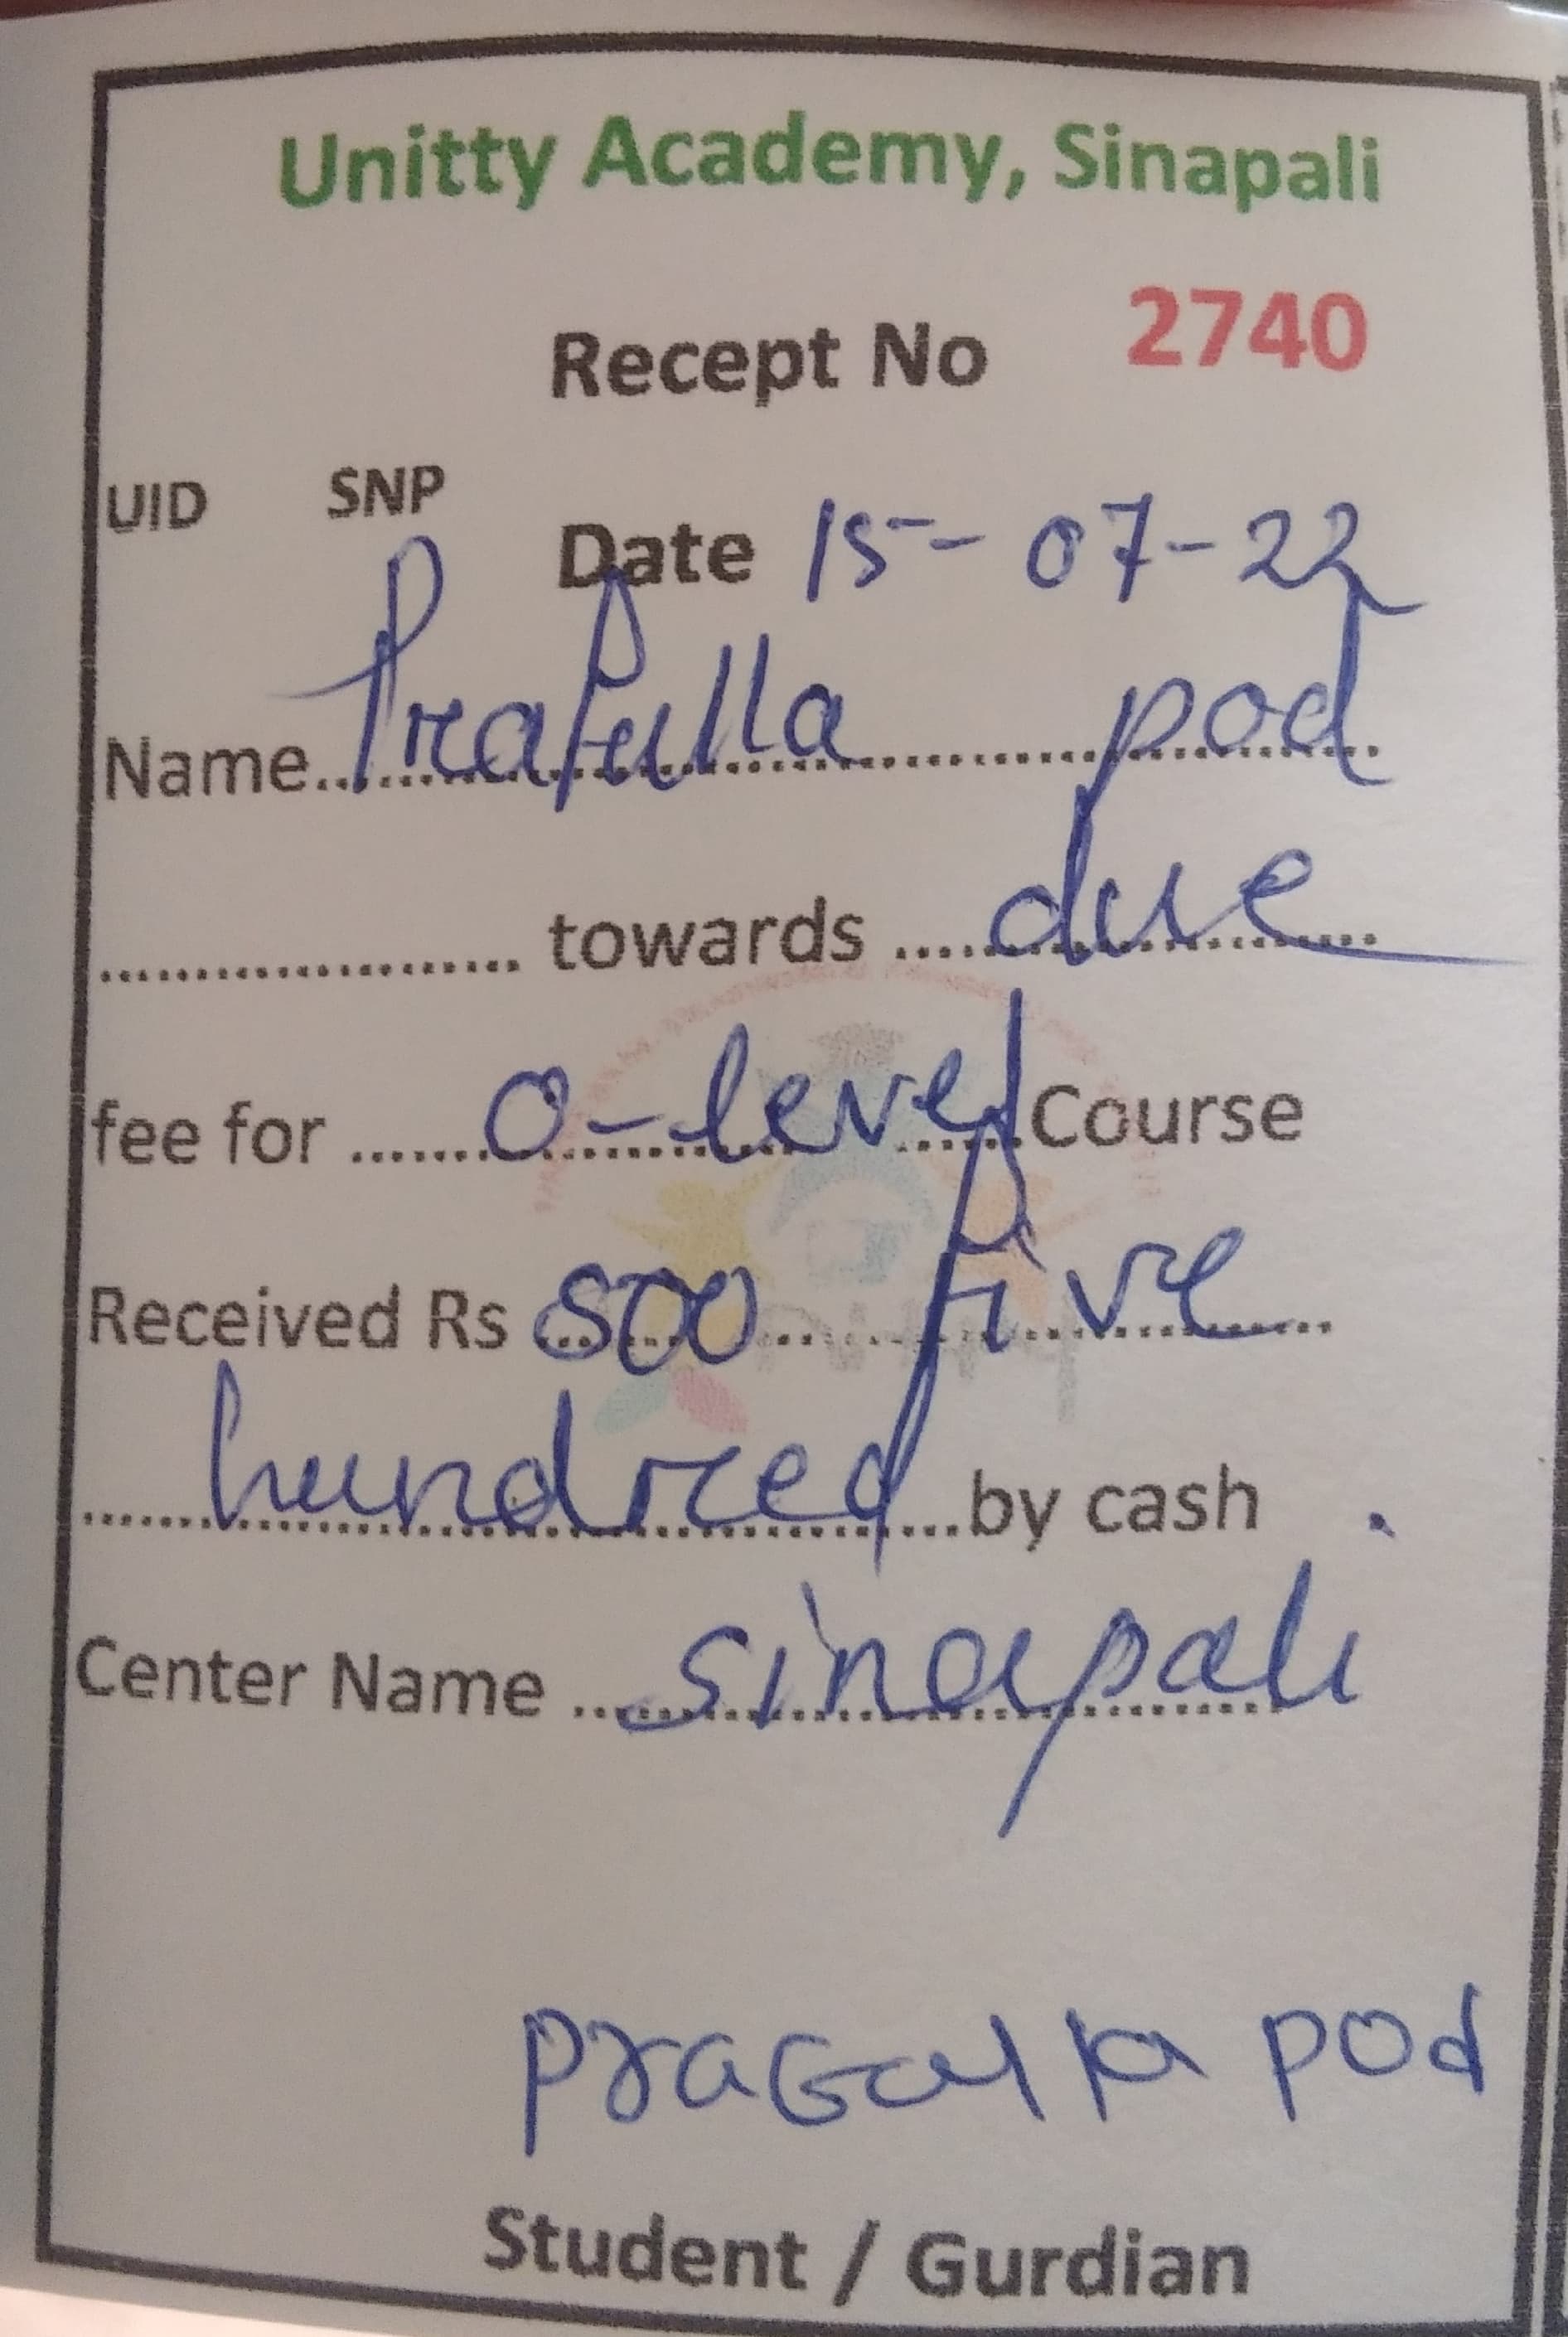 Unitty Academy, Sinapali
Recept No 2740
UID SNP
Date 15-07-22
Name Prafulla pod
towards due
fee for O-level Course
Received Rs 500 five
hundred by cash
Center Name Sinapali
pod
Student / Gurdian